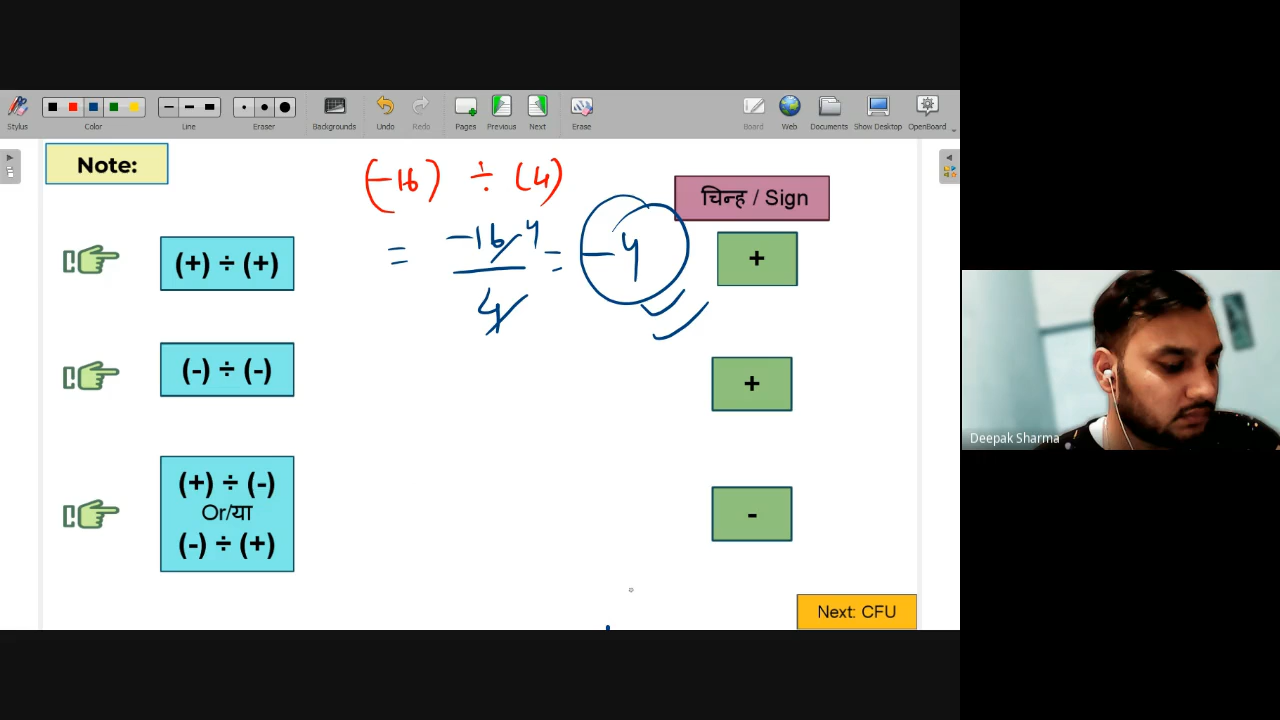 Stylus Color Line Eraser Backgrounds Undo Redo Pages Previous Next Erase Board Web Documents Show Desktop OpenBoard
Note:
(-16) ÷ (4)
चिन्ह / Sign
= -16 4 = -4
4
(+) ÷ (+)
+
(-) ÷ (-)
+
(+) ÷ (-)
Or/या
(-) ÷ (+)
-
Next: CFU
Deepak Sharma